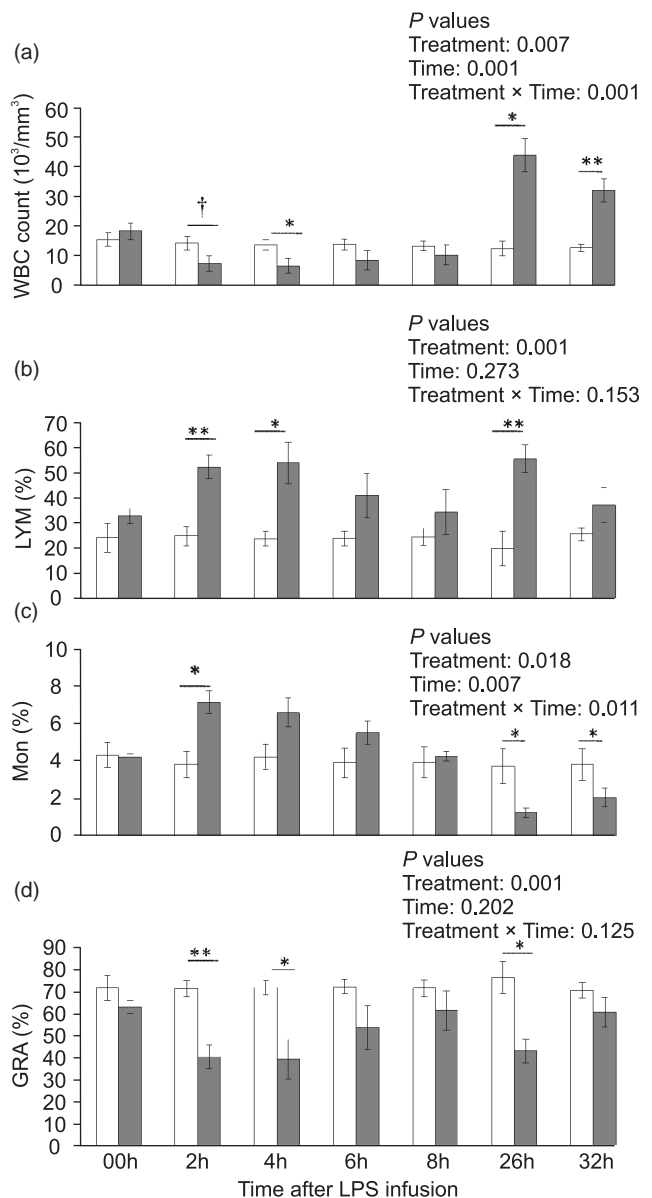 (a)
P values
Treatment: 0.007
Time: 0.001
Treatment × Time: 0.001
WBC count (10³/mm³)
60
50
40
30
20
10
0
†
*
*
**
(b)
P values
Treatment: 0.001
Time: 0.273
Treatment × Time: 0.153
LYM (%)
70
60
50
40
30
20
10
0
**
*
**
(c)
P values
Treatment: 0.018
Time: 0.007
Treatment × Time: 0.011
Mon (%)
10
8
6
4
2
0
*
*
*
(d)
P values
Treatment: 0.001
Time: 0.202
Treatment × Time: 0.125
GRA (%)
90
80
70
60
50
40
30
20
10
0
**
*
*
00h 2h 4h 6h 8h 26h 32h
Time after LPS infusion